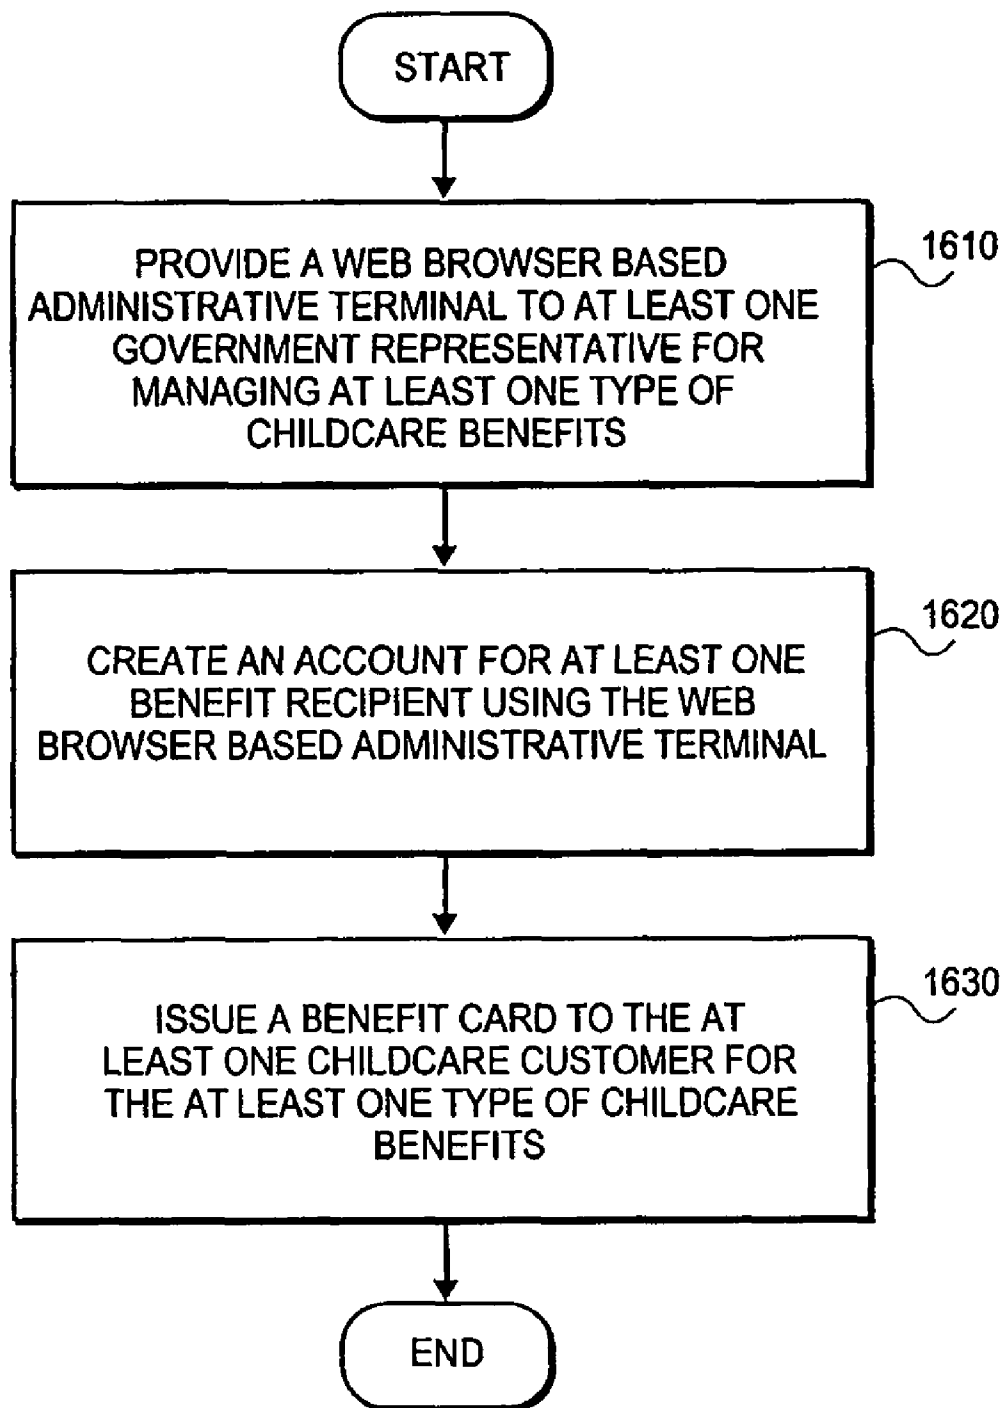 START
PROVIDE A WEB BROWSER BASED
ADMINISTRATIVE TERMINAL TO AT LEAST ONE
GOVERNMENT REPRESENTATIVE FOR
MANAGING AT LEAST ONE TYPE OF
CHILDCARE BENEFITS
1610
CREATE AN ACCOUNT FOR AT LEAST ONE
BENEFIT RECIPIENT USING THE WEB
BROWSER BASED ADMINISTRATIVE TERMINAL
1620
ISSUE A BENEFIT CARD TO THE AT
LEAST ONE CHILDCARE CUSTOMER FOR
THE AT LEAST ONE TYPE OF CHILDCARE
BENEFITS
1630
END